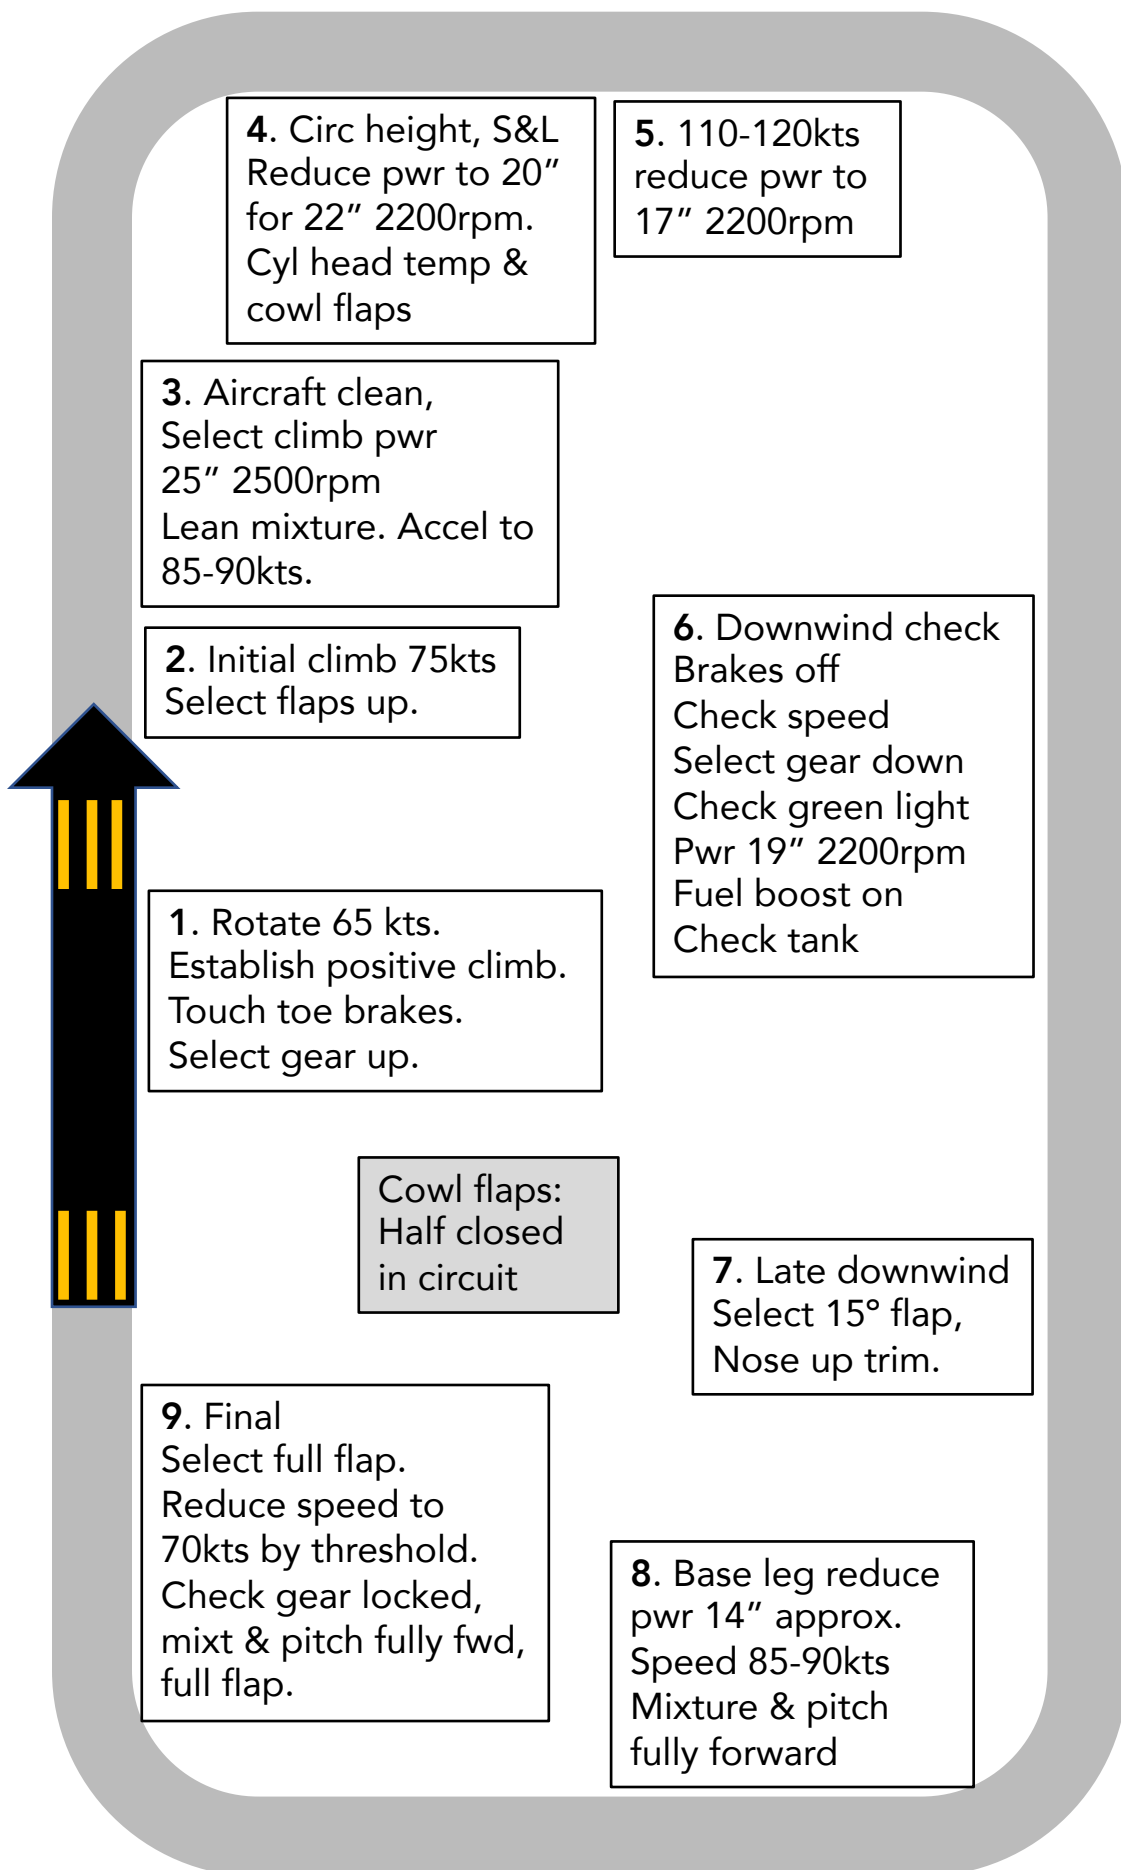 1. Rotate 65 kts.
Establish positive climb.
Touch toe brakes.
Select gear up.
2. Initial climb 75kts
Select flaps up.
3. Aircraft clean,
Select climb pwr
25” 2500rpm
Lean mixture. Accel to
85-90kts.
4. Circ height, S&L
Reduce pwr to 20”
for 22” 2200rpm.
Cyl head temp &
cowl flaps
5. 110-120kts
reduce pwr to
17” 2200rpm
6. Downwind check
Brakes off
Check speed
Select gear down
Check green light
Pwr 19” 2200rpm
Fuel boost on
Check tank
7. Late downwind
Select 15° flap,
Nose up trim.
8. Base leg reduce
pwr 14” approx.
Speed 85-90kts
Mixture & pitch
fully forward
9. Final
Select full flap.
Reduce speed to
70kts by threshold.
Check gear locked,
mixt & pitch fully fwd,
full flap.
Cowl flaps:
Half closed
in circuit